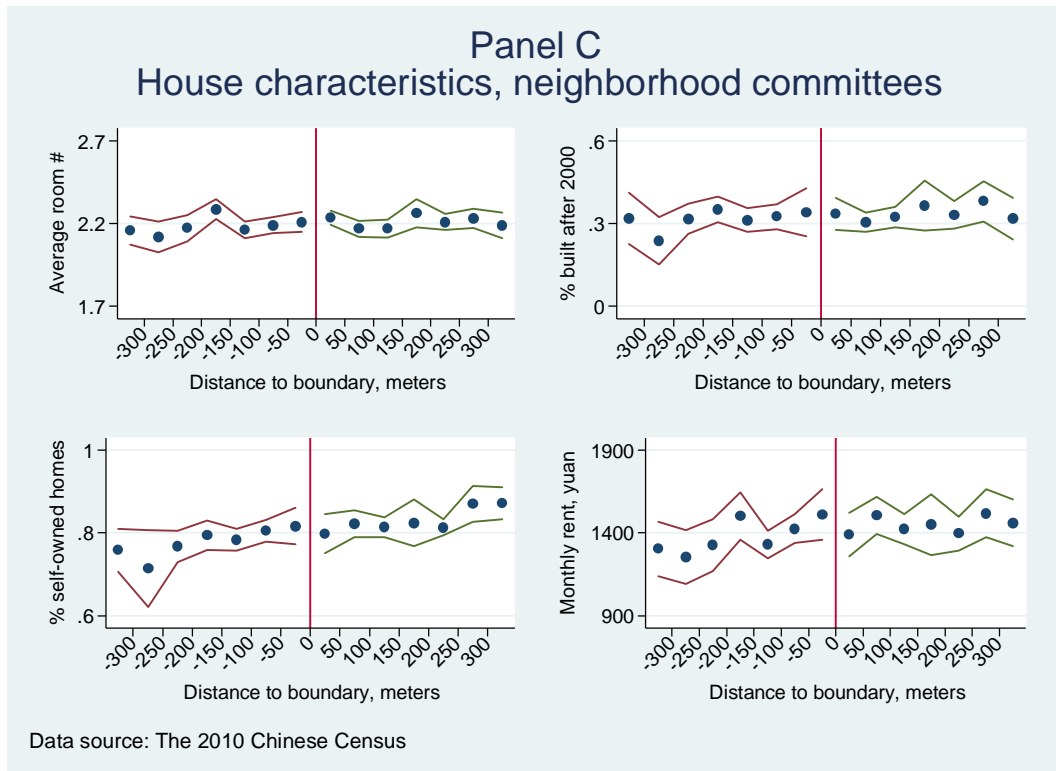 Panel C
House characteristics, neighborhood committees
Average room #
2.7
2.2
1.7
-300 -250 -200 -150 -100 -50 0 50 100 150 200 250 300
Distance to boundary, meters
% built after 2000
.6
.3
0
-300 -250 -200 -150 -100 -50 0 50 100 150 200 250 300
Distance to boundary, meters
% self-owned homes
1
.8
.6
-300 -250 -200 -150 -100 -50 0 50 100 150 200 250 300
Distance to boundary, meters
Monthly rent, yuan
1900
1400
900
-300 -250 -200 -150 -100 -50 0 50 100 150 200 250 300
Distance to boundary, meters
Data source: The 2010 Chinese Census